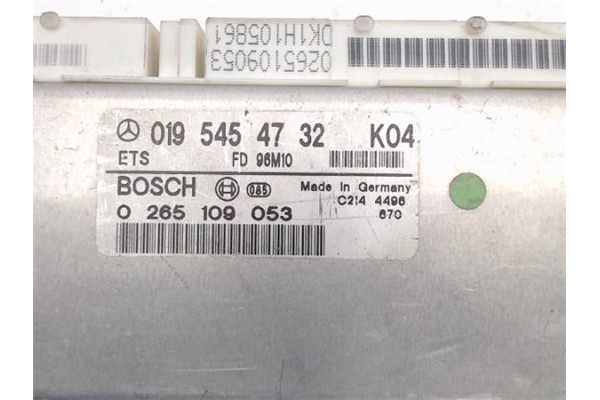 0265109053
DK1H105861
019 545 47 32 K04
ETS FD 96M10
BOSCH 085 Made in Germany
0 265 109 053 C214 4496
670